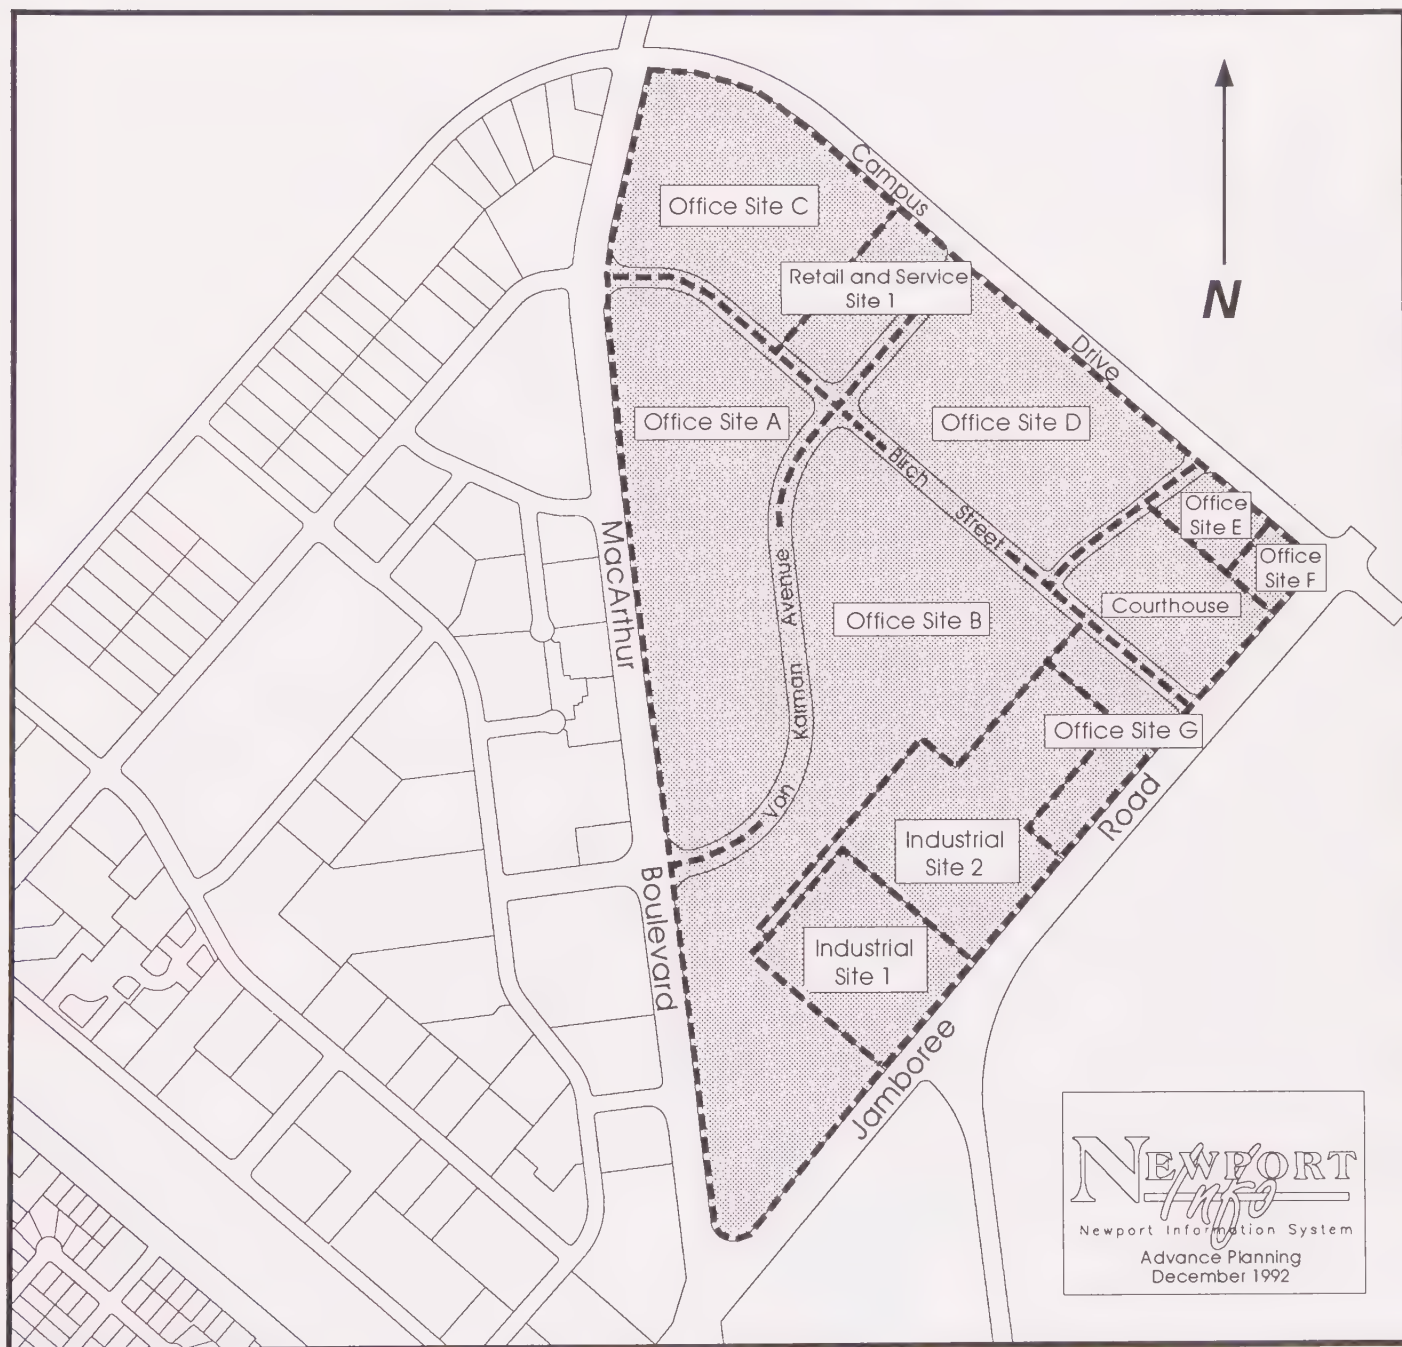 Campus
Office Site C
Retail and Service
Site 1
N
Drive
Office Site A
Office Site D
Birch
Street
Office
Site E
Office
Site F
MacArthur
Avenue
Courthouse
Office Site B
Karman
Office Site G
Von
Road
Industrial
Site 2
Boulevard
Industrial
Site 1
Jamboree
NEWPORT
Info
Newport Information System
Advance Planning
December 1992